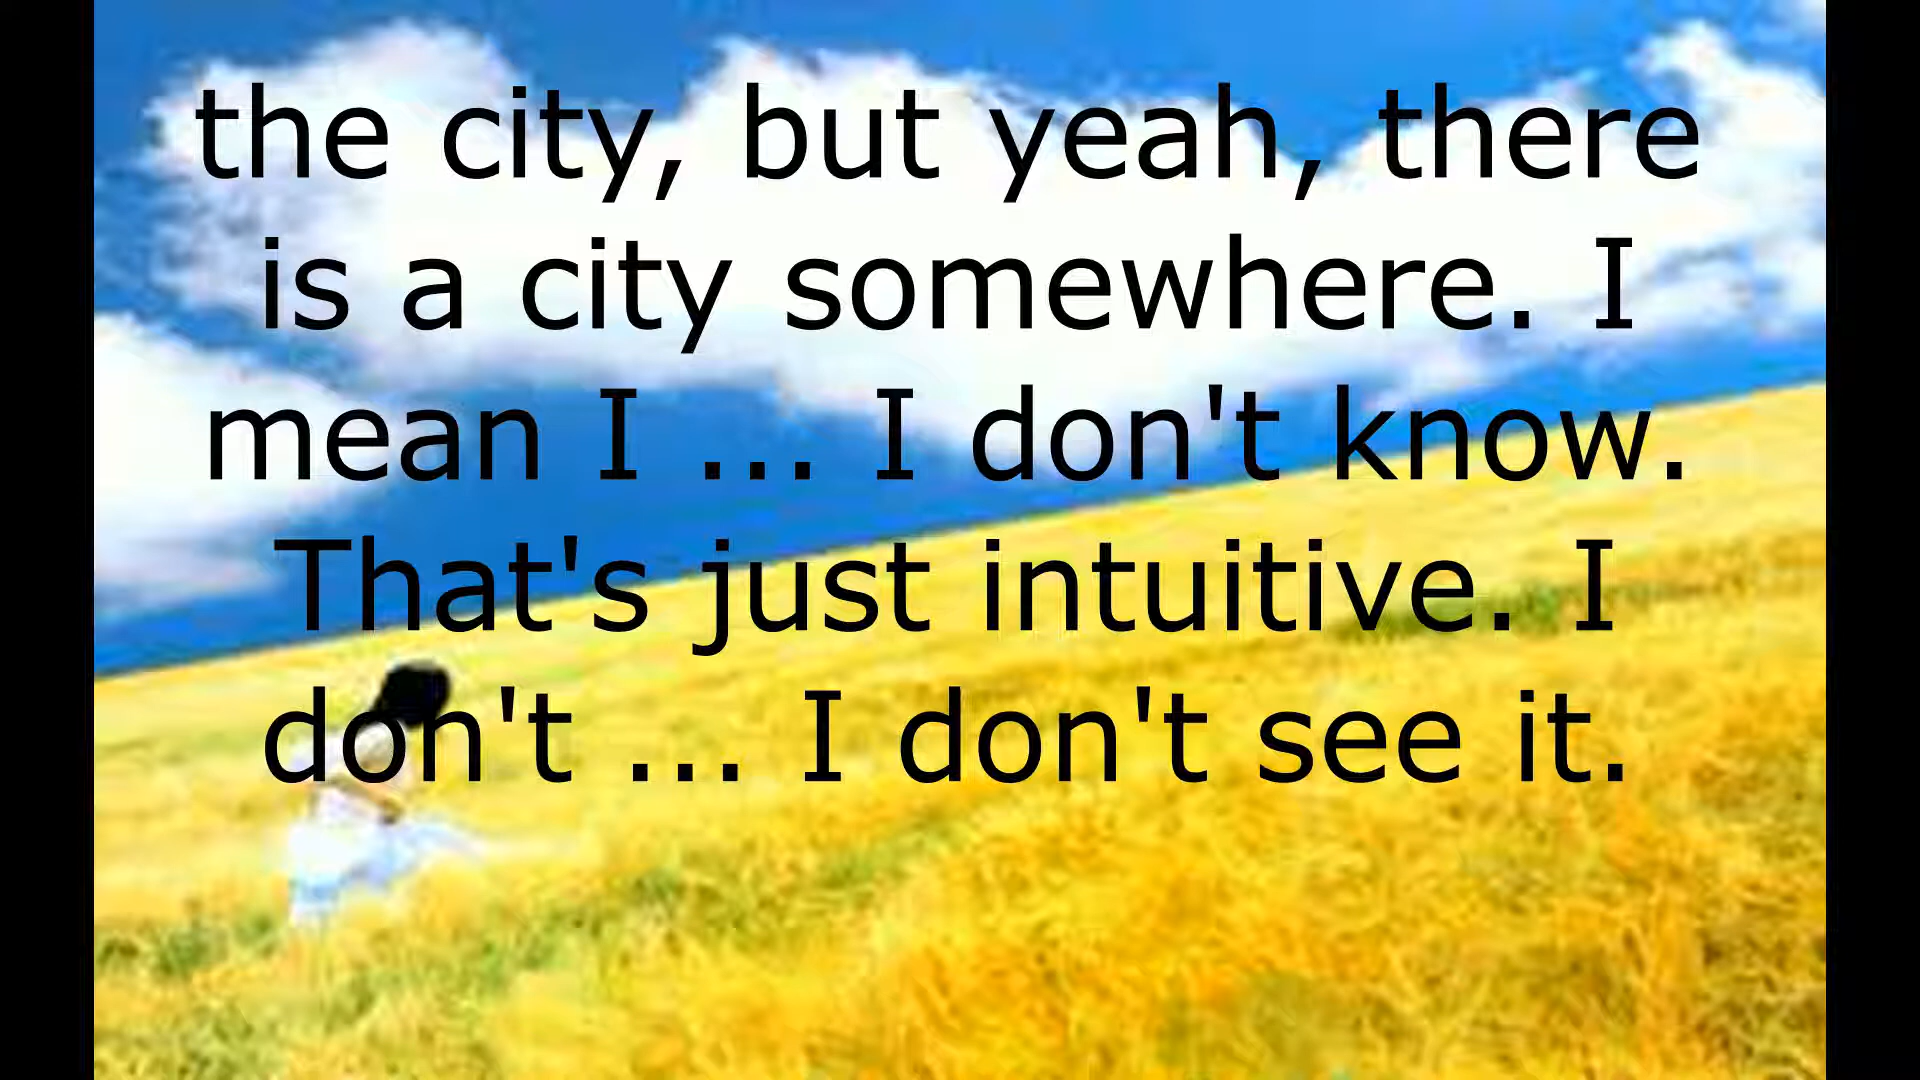 the city, but yeah, there
is a city somewhere. I
mean I ... I don't know.
That's just intuitive. I
don't ... I don't see it.